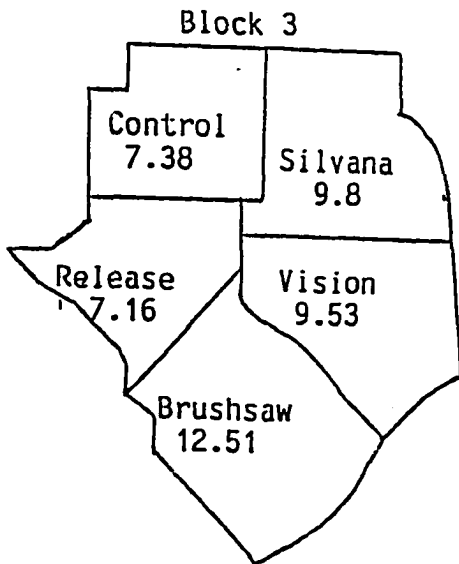 Block 3
Control
7.38
Silvana
9.8
Release
7.16
Vision
9.53
Brushsaw
12.51